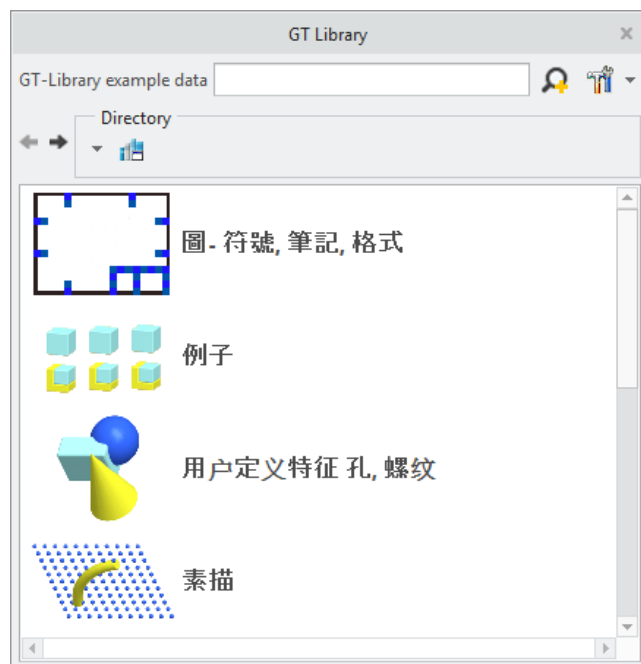 GT Library
GT-Library example data
Directory
圖- 符號, 筆記, 格式
例子
用户定义特征 孔, 螺纹
素描